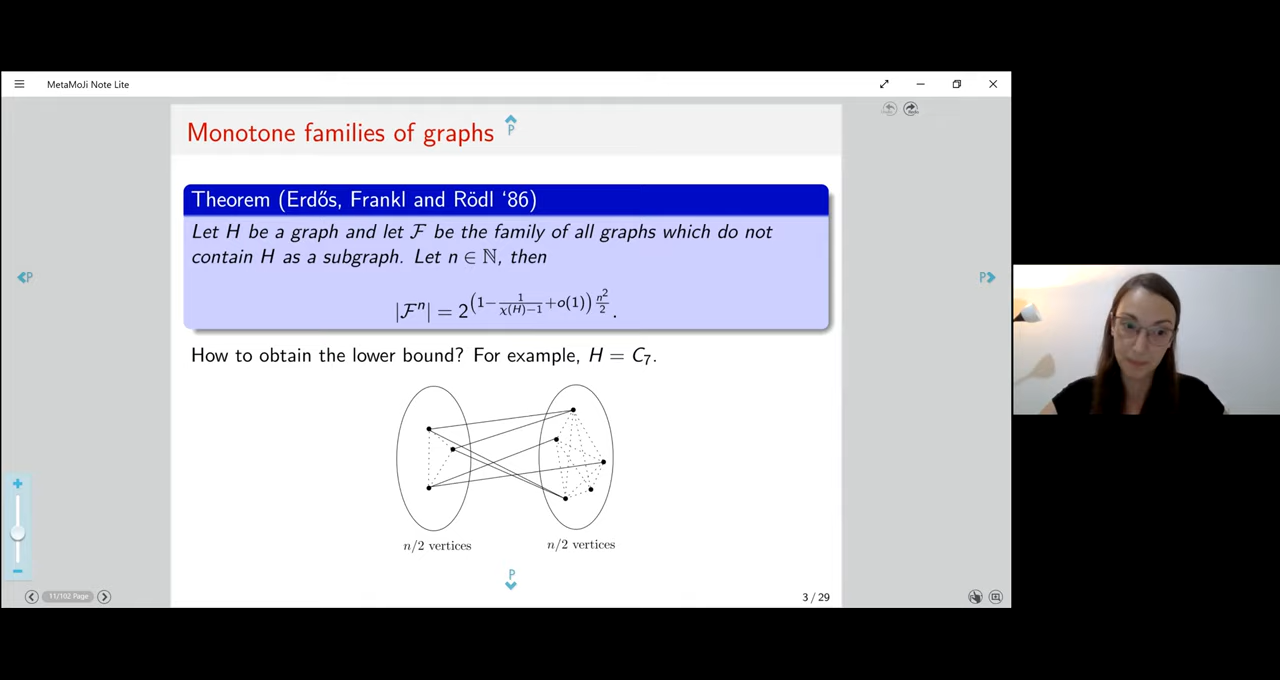 MetaMoJi Note Lite
Monotone families of graphs
P
Theorem (Erdős, Frankl and Rödl ‘86)
Let H be a graph and let ℱ be the family of all graphs which do not
contain H as a subgraph. Let n ∈ ℕ, then
P
P
|ℱⁿ| = 2^{(1 − 1/(χ(H)−1) + o(1)) n²/2}.
How to obtain the lower bound? For example, H = C₇.
n/2 vertices
n/2 vertices
P
11/102 Page
3 / 29